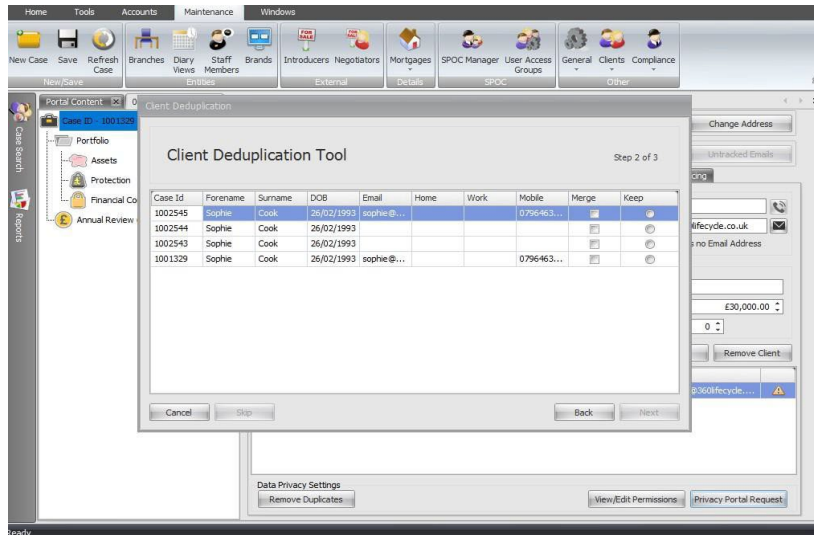 Home Tools Accounts Maintenance Windows
New Case Save Refresh Case Branches Diary Views Staff Members Brands Introducers Negotiators Mortgages SPOC Manager User Access Groups General Clients Compliance
New/Save Entities External Details SPOC Other
Case Search
Reports
Portal Content
Case ID - 1001329
Portfolio
Assets
Protection
Financial Co
Annual Review
Client Deduplication
Client Deduplication Tool Step 2 of 3
Case Id Forename Surname DOB Email Home Work Mobile Merge Keep
1002545 Sophie Cook 26/02/1993 sophie@... 0796463...
1002544 Sophie Cook 26/02/1993
1002543 Sophie Cook 26/02/1993
1001329 Sophie Cook 26/02/1993 sophie@... 0796463...
Cancel Skip Back Next
Change Address
Untracked Emails
cing
lifecycle.co.uk
no Email Address
£30,000.00
0
Remove Client
@360lifecycle....
Data Privacy Settings
Remove Duplicates View/Edit Permissions Privacy Portal Request
Ready